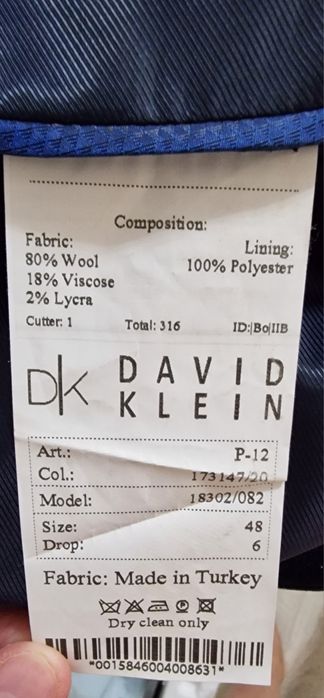 Composition:
Fabric:
80% Wool
18% Viscose
2% Lycra
Lining:
100% Polyester
Cutter: 1 Total: 316 ID:|Bo|IIB
DK DAVID
KLEIN
Art.: P-12
Col.: 173147/20
Model: 18302/082
Size: 48
Drop: 6
Fabric: Made in Turkey
Dry clean only
*0015846004008631*